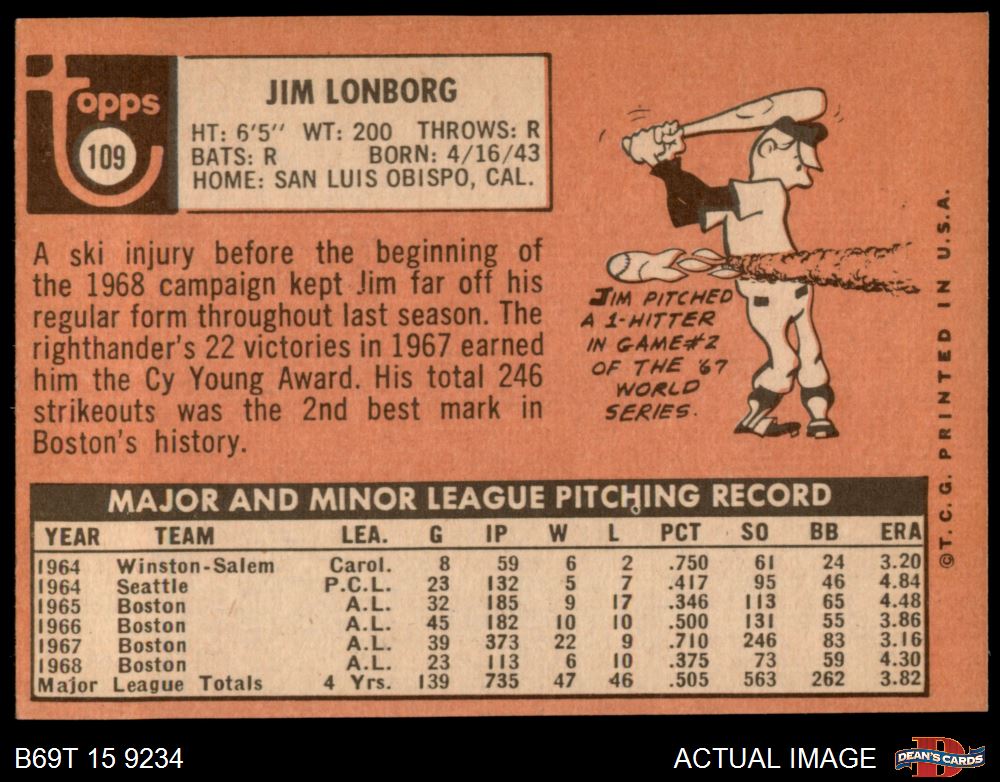 Topps
109
JIM LONBORG
HT: 6'5" WT: 200 THROWS: R
BATS: R BORN: 4/16/43
HOME: SAN LUIS OBISPO, CAL.
A ski injury before the beginning of
the 1968 campaign kept Jim far off his
regular form throughout last season. The
righthander's 22 victories in 1967 earned
him the Cy Young Award. His total 246
strikeouts was the 2nd best mark in
Boston's history.
JIM PITCHED
A 1-HITTER
IN GAME #2
OF THE '67
WORLD
SERIES.
©T.C.G. PRINTED IN U.S.A.
MAJOR AND MINOR LEAGUE PITCHING RECORD
YEAR TEAM LEA. G IP W L PCT SO BB ERA
1964 Winston-Salem Carol. 8 59 6 2 .750 61 24 3.20
1964 Seattle P.C.L. 23 132 5 7 .417 95 46 4.84
1965 Boston A.L. 32 185 9 17 .346 113 65 4.48
1966 Boston A.L. 45 182 10 10 .500 131 55 3.86
1967 Boston A.L. 39 373 22 9 .710 246 83 3.16
1968 Boston A.L. 23 113 6 10 .375 73 59 4.30
Major League Totals 4 Yrs. 139 735 47 46 .505 563 262 3.82
B69T 15 9234
ACTUAL IMAGE
D
DEAN'S CARDS